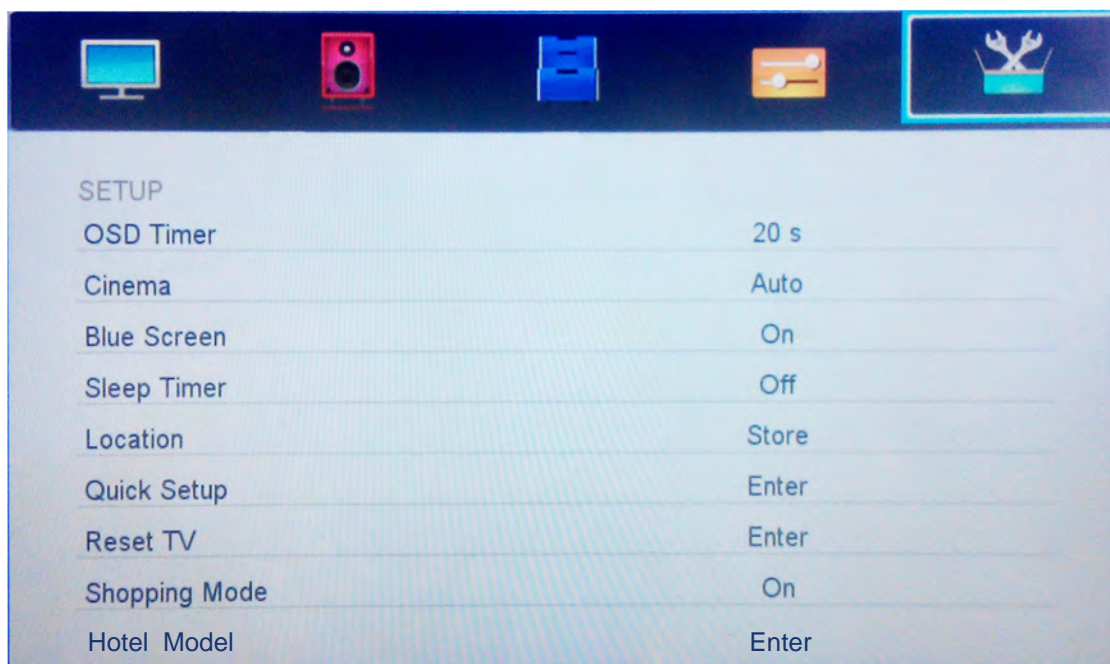 SETUP
OSD Timer 20 s
Cinema Auto
Blue Screen On
Sleep Timer Off
Location Store
Quick Setup Enter
Reset TV Enter
Shopping Mode On
Hotel Model Enter